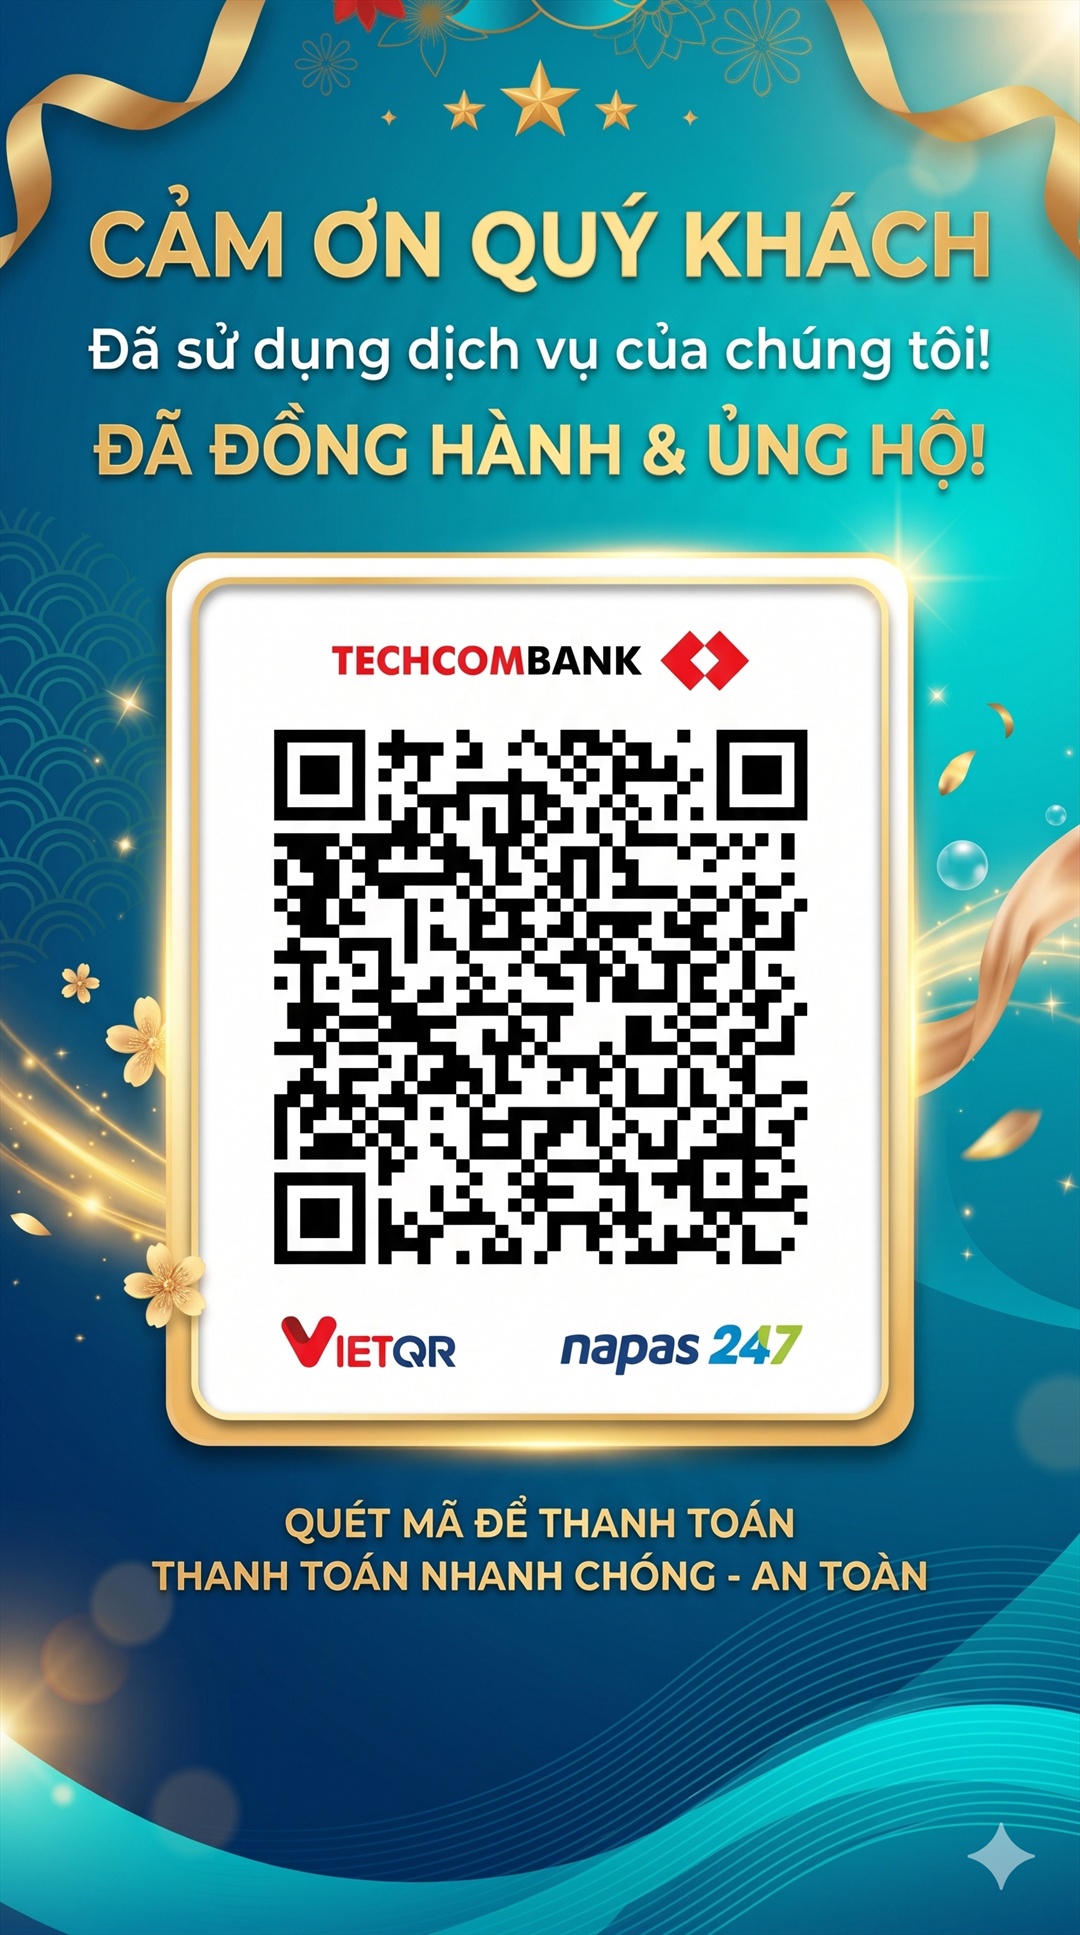 CẢM ƠN QUÝ KHÁCH
Đã sử dụng dịch vụ của chúng tôi!
ĐÃ ĐỒNG HÀNH & ỦNG HỘ!
TECHCOMBANK
VIETQR
napas 247
QUÉT MÃ ĐỂ THANH TOÁN
THANH TOÁN NHANH CHÓNG - AN TOÀN